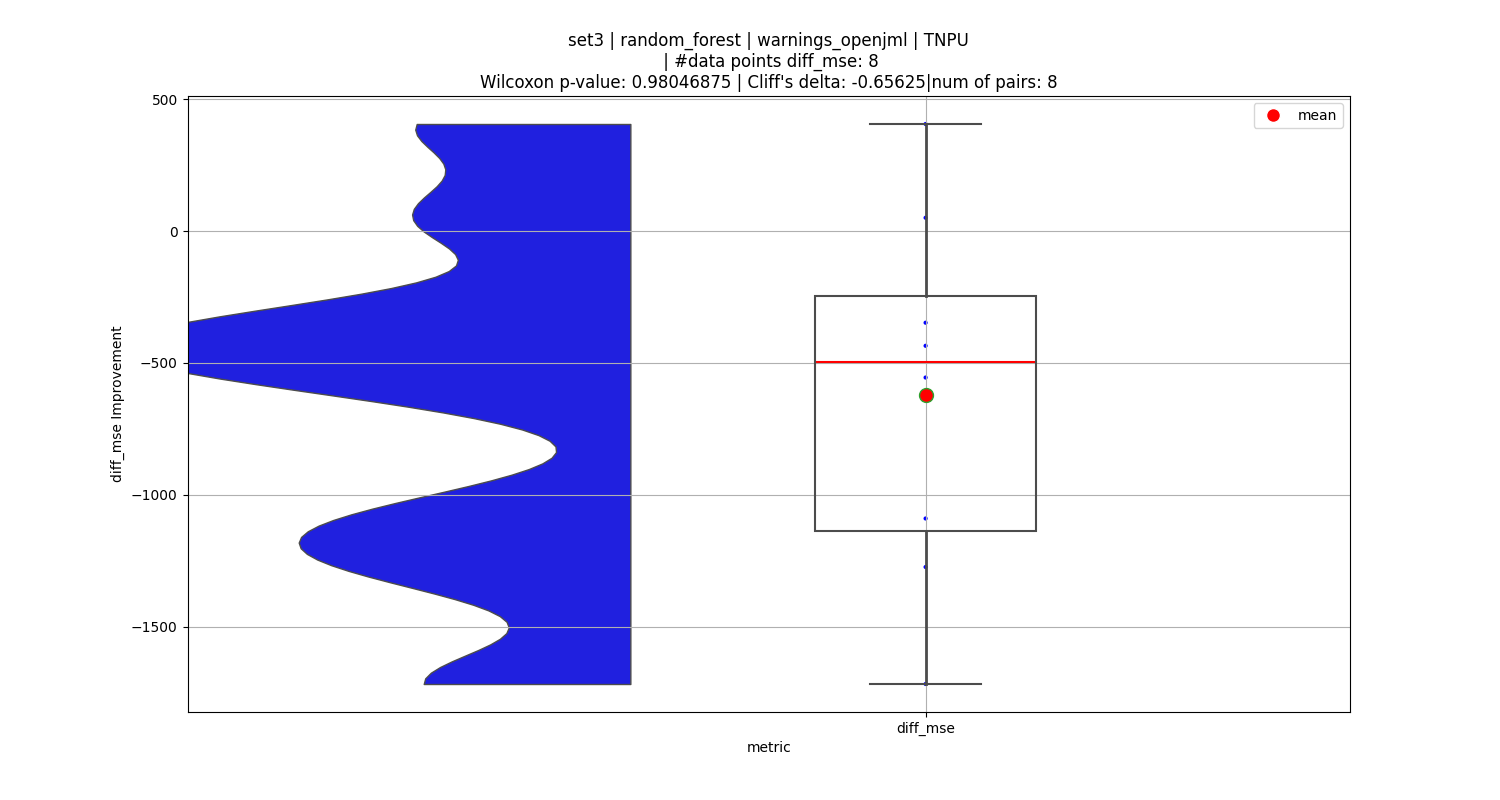 set3 | random_forest | warnings_openjml | TNPU
| #data points diff_mse: 8
Wilcoxon p-value: 0.98046875 | Cliff's delta: -0.65625|num of pairs: 8
mean
500
0
−500
−1000
−1500
diff_mse Improvement
diff_mse
metric